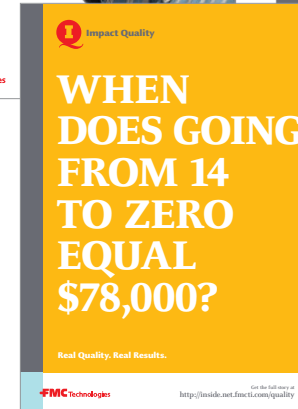 Impact Quality
WHEN
DOES GOING
FROM 14
TO ZERO
EQUAL
$78,000?
Real Quality. Real Results.
FMC Technologies
Get the full story at
http://inside.net.fmcti.com/quality